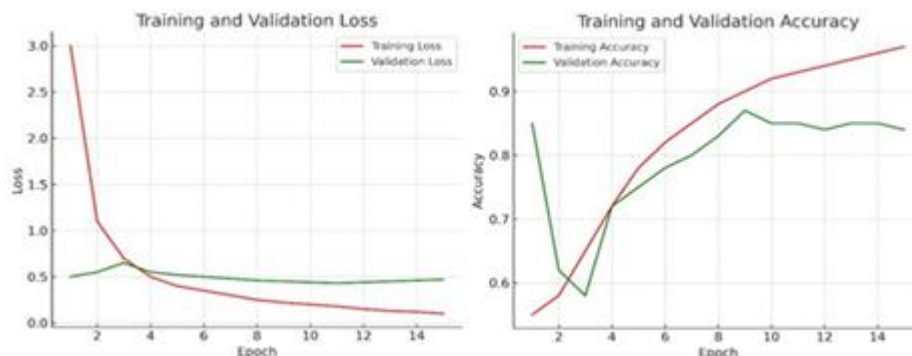 Training and Validation Loss
Training Loss
Validation Loss
3.0
2.5
2.0
1.5
1.0
0.5
0.0
Loss
2 4 6 8 10 12 14
Epoch
Training and Validation Accuracy
Training Accuracy
Validation Accuracy
0.9
0.8
0.7
0.6
Accuracy
2 4 6 8 10 12 14
Epoch